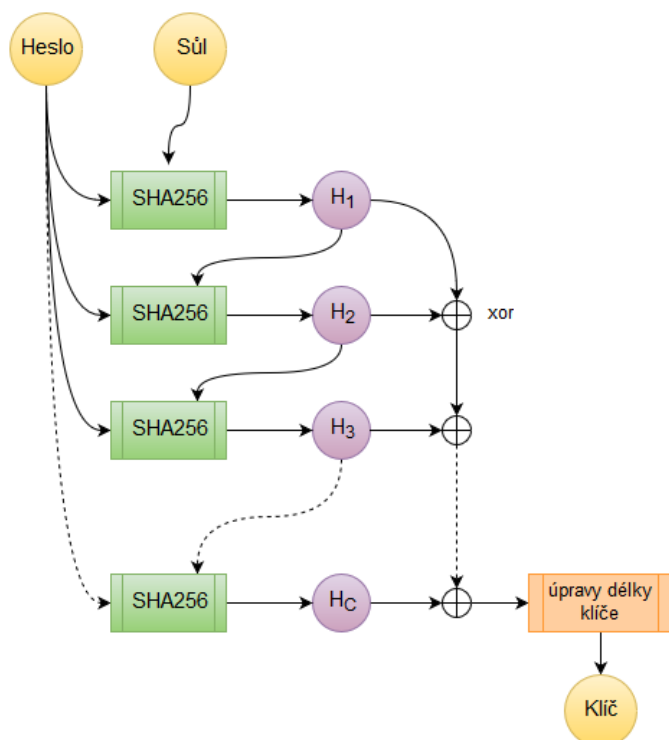 Heslo
Sůl
SHA256
H1
SHA256
H2
xor
SHA256
H3
SHA256
HC
úpravy délky
klíče
Klíč